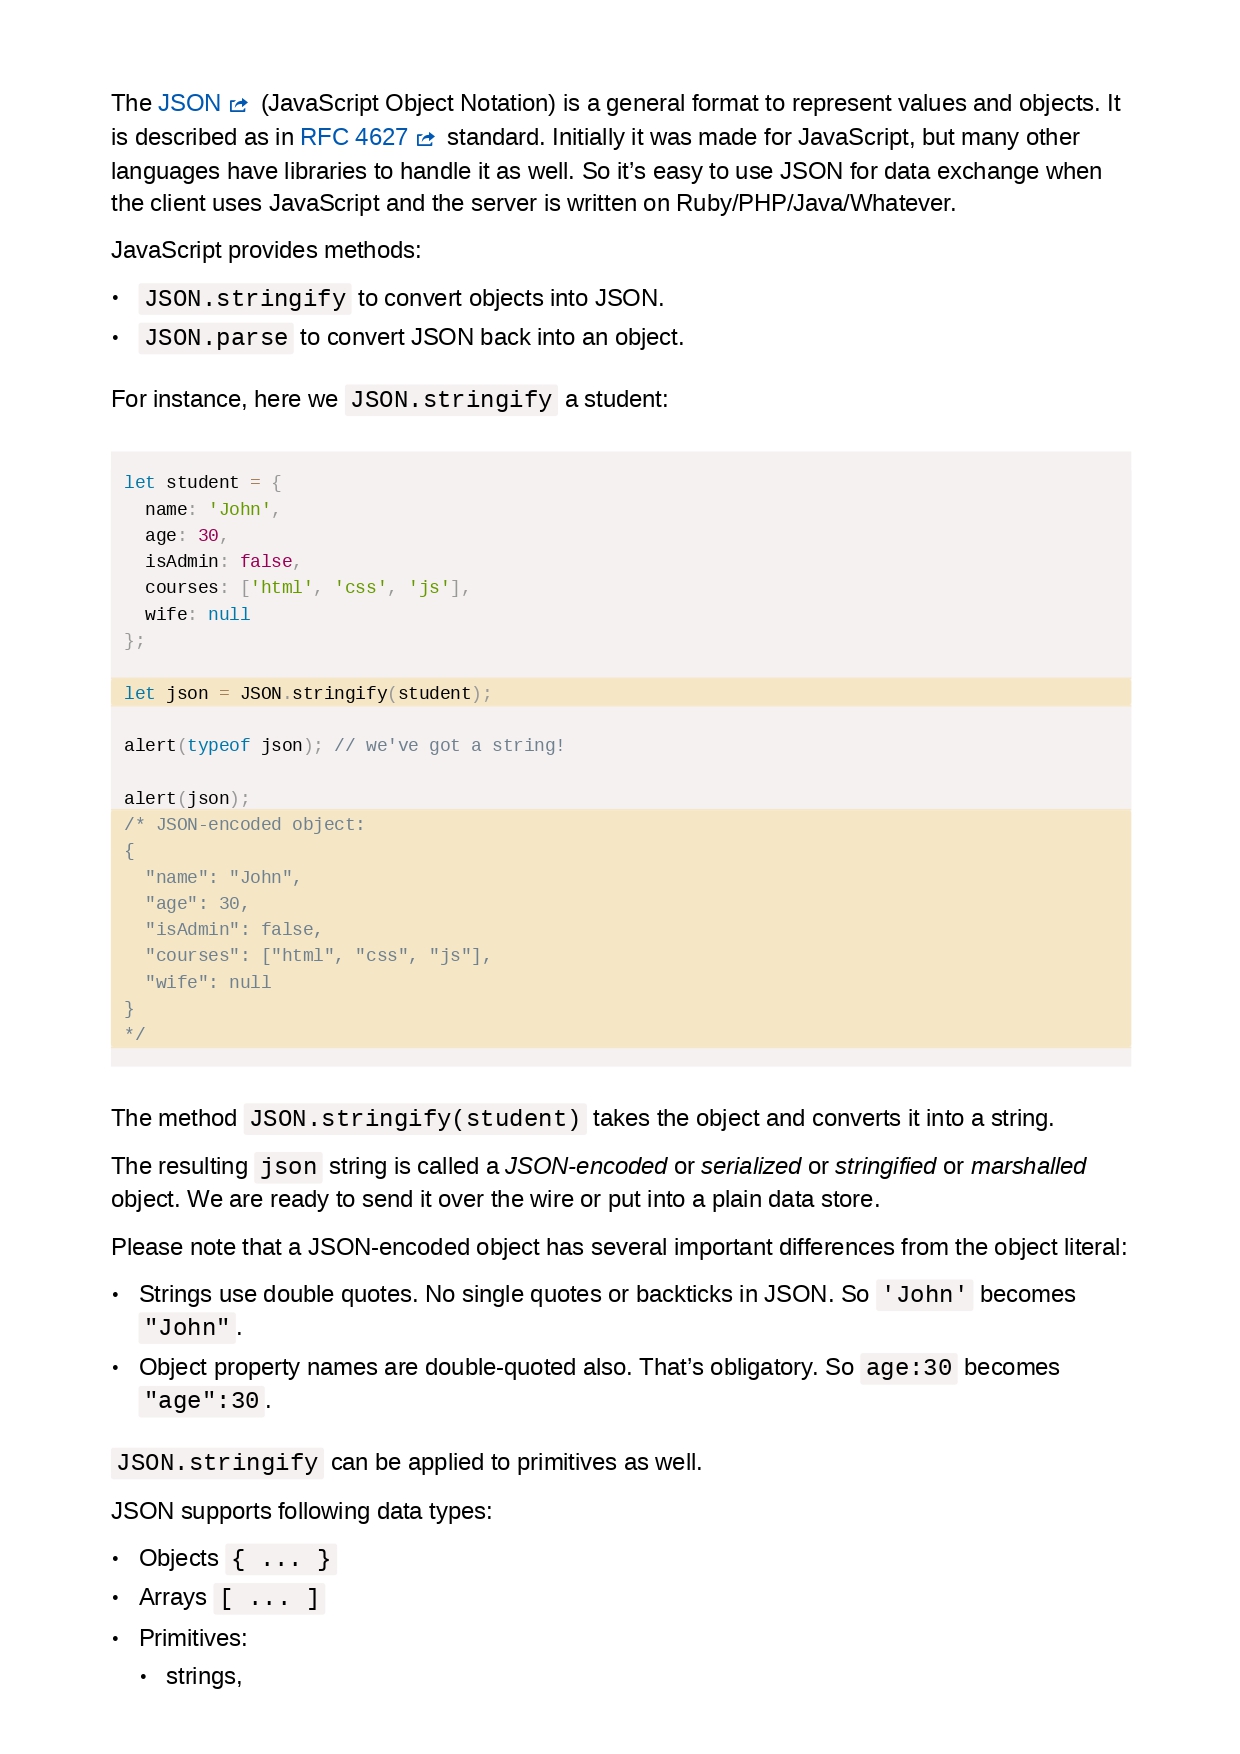 The JSON (JavaScript Object Notation) is a general format to represent values and objects. It
is described as in RFC 4627 standard. Initially it was made for JavaScript, but many other
languages have libraries to handle it as well. So it’s easy to use JSON for data exchange when
the client uses JavaScript and the server is written on Ruby/PHP/Java/Whatever.
JavaScript provides methods:
• JSON.stringify to convert objects into JSON.
• JSON.parse to convert JSON back into an object.
For instance, here we JSON.stringify a student:
let student = {
  name: 'John',
  age: 30,
  isAdmin: false,
  courses: ['html', 'css', 'js'],
  wife: null
};
let json = JSON.stringify(student);
alert(typeof json); // we've got a string!
alert(json);
/* JSON-encoded object:
{
  "name": "John",
  "age": 30,
  "isAdmin": false,
  "courses": ["html", "css", "js"],
  "wife": null
}
*/
The method JSON.stringify(student) takes the object and converts it into a string.
The resulting json string is called a JSON-encoded or serialized or stringified or marshalled
object. We are ready to send it over the wire or put into a plain data store.
Please note that a JSON-encoded object has several important differences from the object literal:
• Strings use double quotes. No single quotes or backticks in JSON. So 'John' becomes
"John".
• Object property names are double-quoted also. That’s obligatory. So age:30 becomes
"age":30.
JSON.stringify can be applied to primitives as well.
JSON supports following data types:
• Objects { ... }
• Arrays [ ... ]
• Primitives:
• strings,